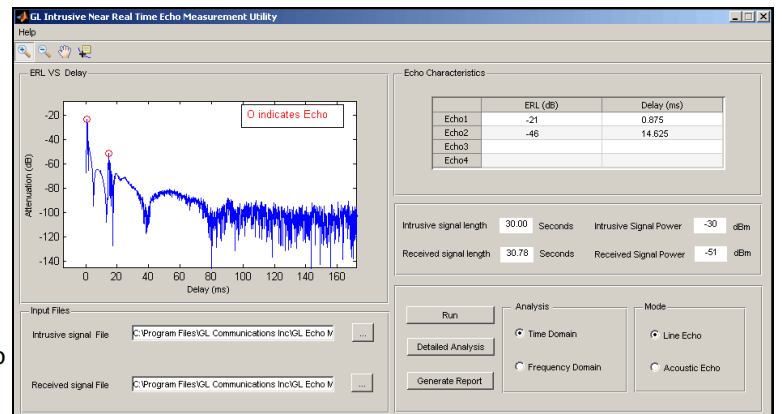 GL Intrusive Near Real Time Echo Measurement Utility
Help
ERL VS Delay
O indicates Echo
-20
-40
-60
-80
-100
-120
-140
Attenuation (dB)
0 20 40 60 80 100 120 140 160
Delay (ms)
Echo Characteristics
ERL (dB) Delay (ms)
Echo1 -21 0.875
Echo2 -46 14.625
Echo3
Echo4
Intrusive signal length 30.00 Seconds Intrusive Signal Power -30 dBm
Received signal length 30.78 Seconds Received Signal Power -51 dBm
Input Files
Intrusive signal File C:\Program Files\GL Communications Inc\GL Echo M ...
Received signal File C:\Program Files\GL Communications Inc\GL Echo M ...
Run
Detailed Analysis
Generate Report
Analysis
Time Domain
Frequency Domain
Mode
Line Echo
Acoustic Echo